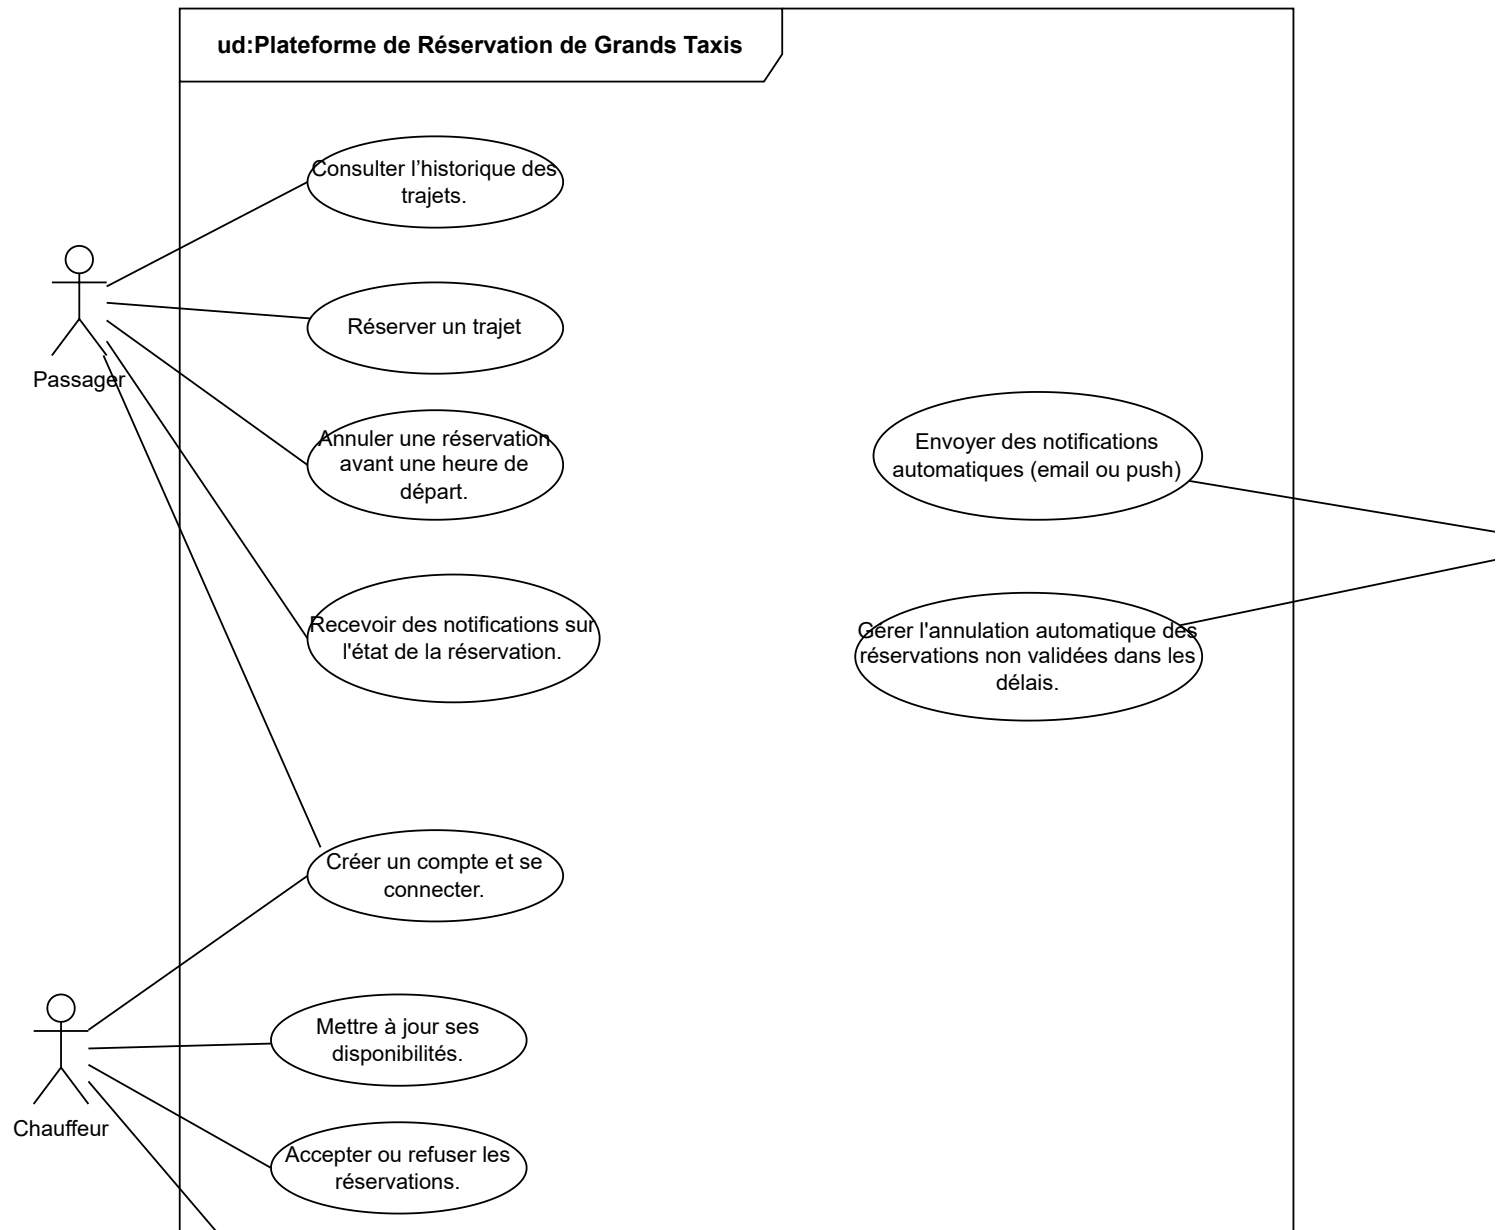 ud:Plateforme de Réservation de Grands Taxis
Consulter l’historique des
trajets.
Réserver un trajet
Passager
Annuler une réservation
avant une heure de
départ.
Envoyer des notifications
automatiques (email ou push)
Recevoir des notifications sur
l'état de la réservation.
Gérer l'annulation automatique des
réservations non validées dans les
délais.
Créer un compte et se
connecter.
Mettre à jour ses
disponibilités.
Chauffeur
Accepter ou refuser les
réservations.